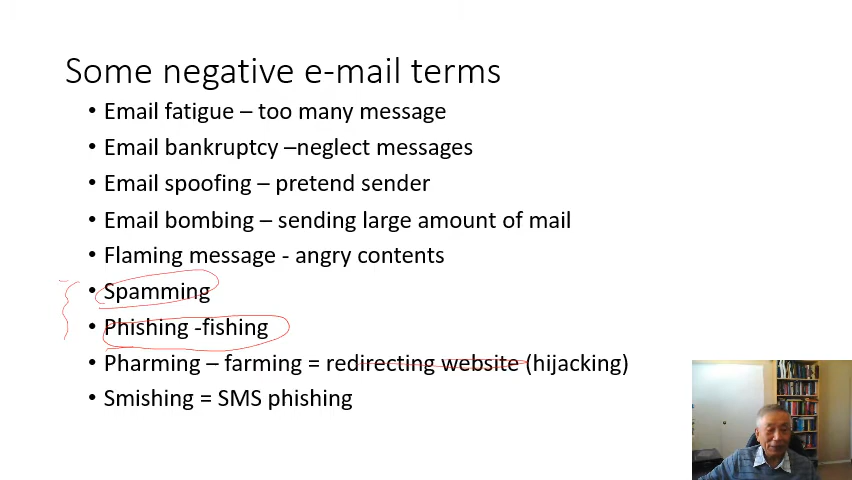 Some negative e-mail terms
• Email fatigue – too many message
• Email bankruptcy –neglect messages
• Email spoofing – pretend sender
• Email bombing – sending large amount of mail
• Flaming message - angry contents
• Spamming
• Phishing -fishing
• Pharming – farming = redirecting website (hijacking)
• Smishing = SMS phishing